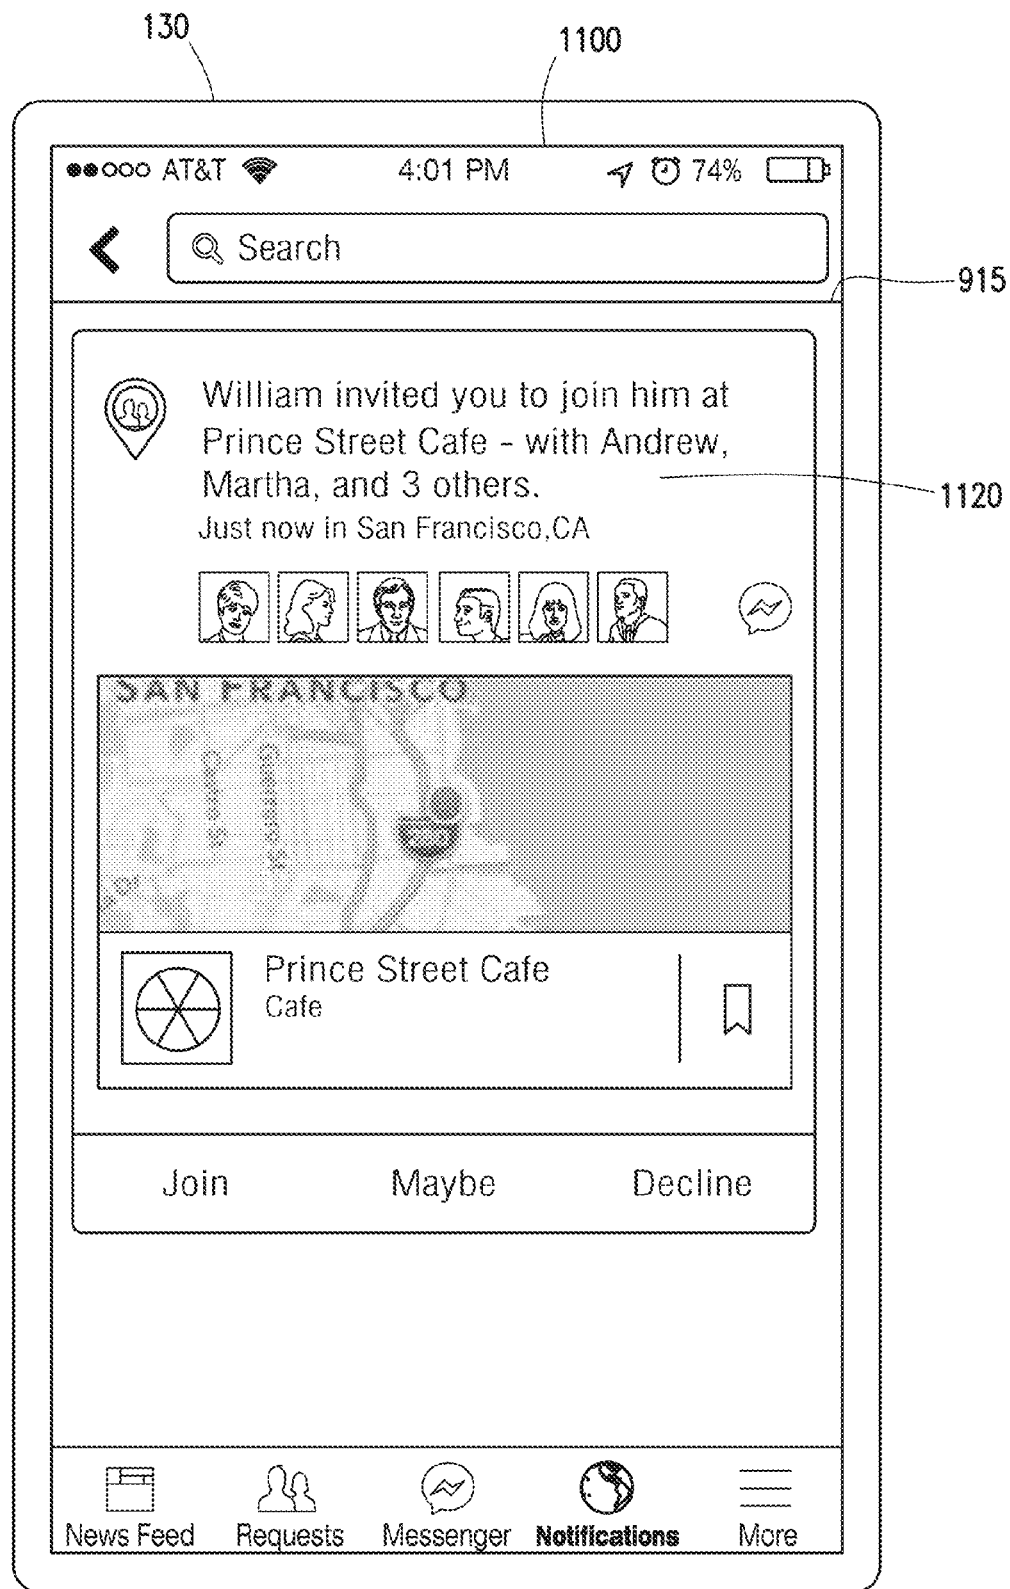 130
1100
AT&T 4:01 PM 74%
Search
915
William invited you to join him at
Prince Street Cafe - with Andrew,
Martha, and 3 others.
1120
Just now in San Francisco,CA
SAN FRANCISCO
Guerrero St
Prince Street Cafe
Cafe
Join Maybe Decline
News Feed Requests Messenger Notifications More